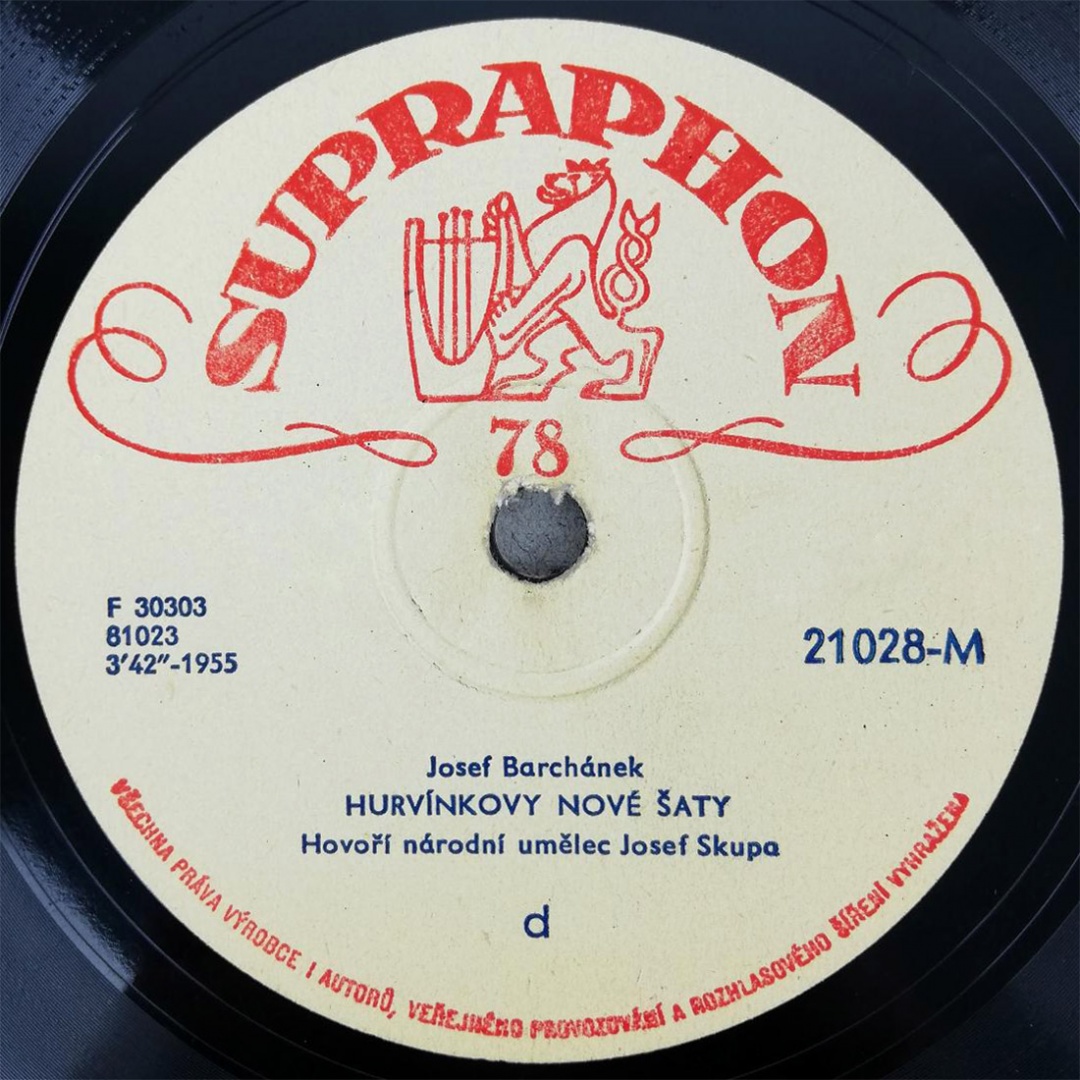 SUPRAPHON
78
F 30303
81023
3′42″-1955
21028-M
Josef Barchánek
HURVÍNKOVY NOVÉ ŠATY
Hovoří národní umělec Josef Skupa
d
VŠECHNA PRÁVA VÝROBCE I AUTORŮ, VEŘEJNÉHO PROVOZOVÁNÍ A ROZHLASOVÉHO ŠÍŘENÍ VYHRAŽENA